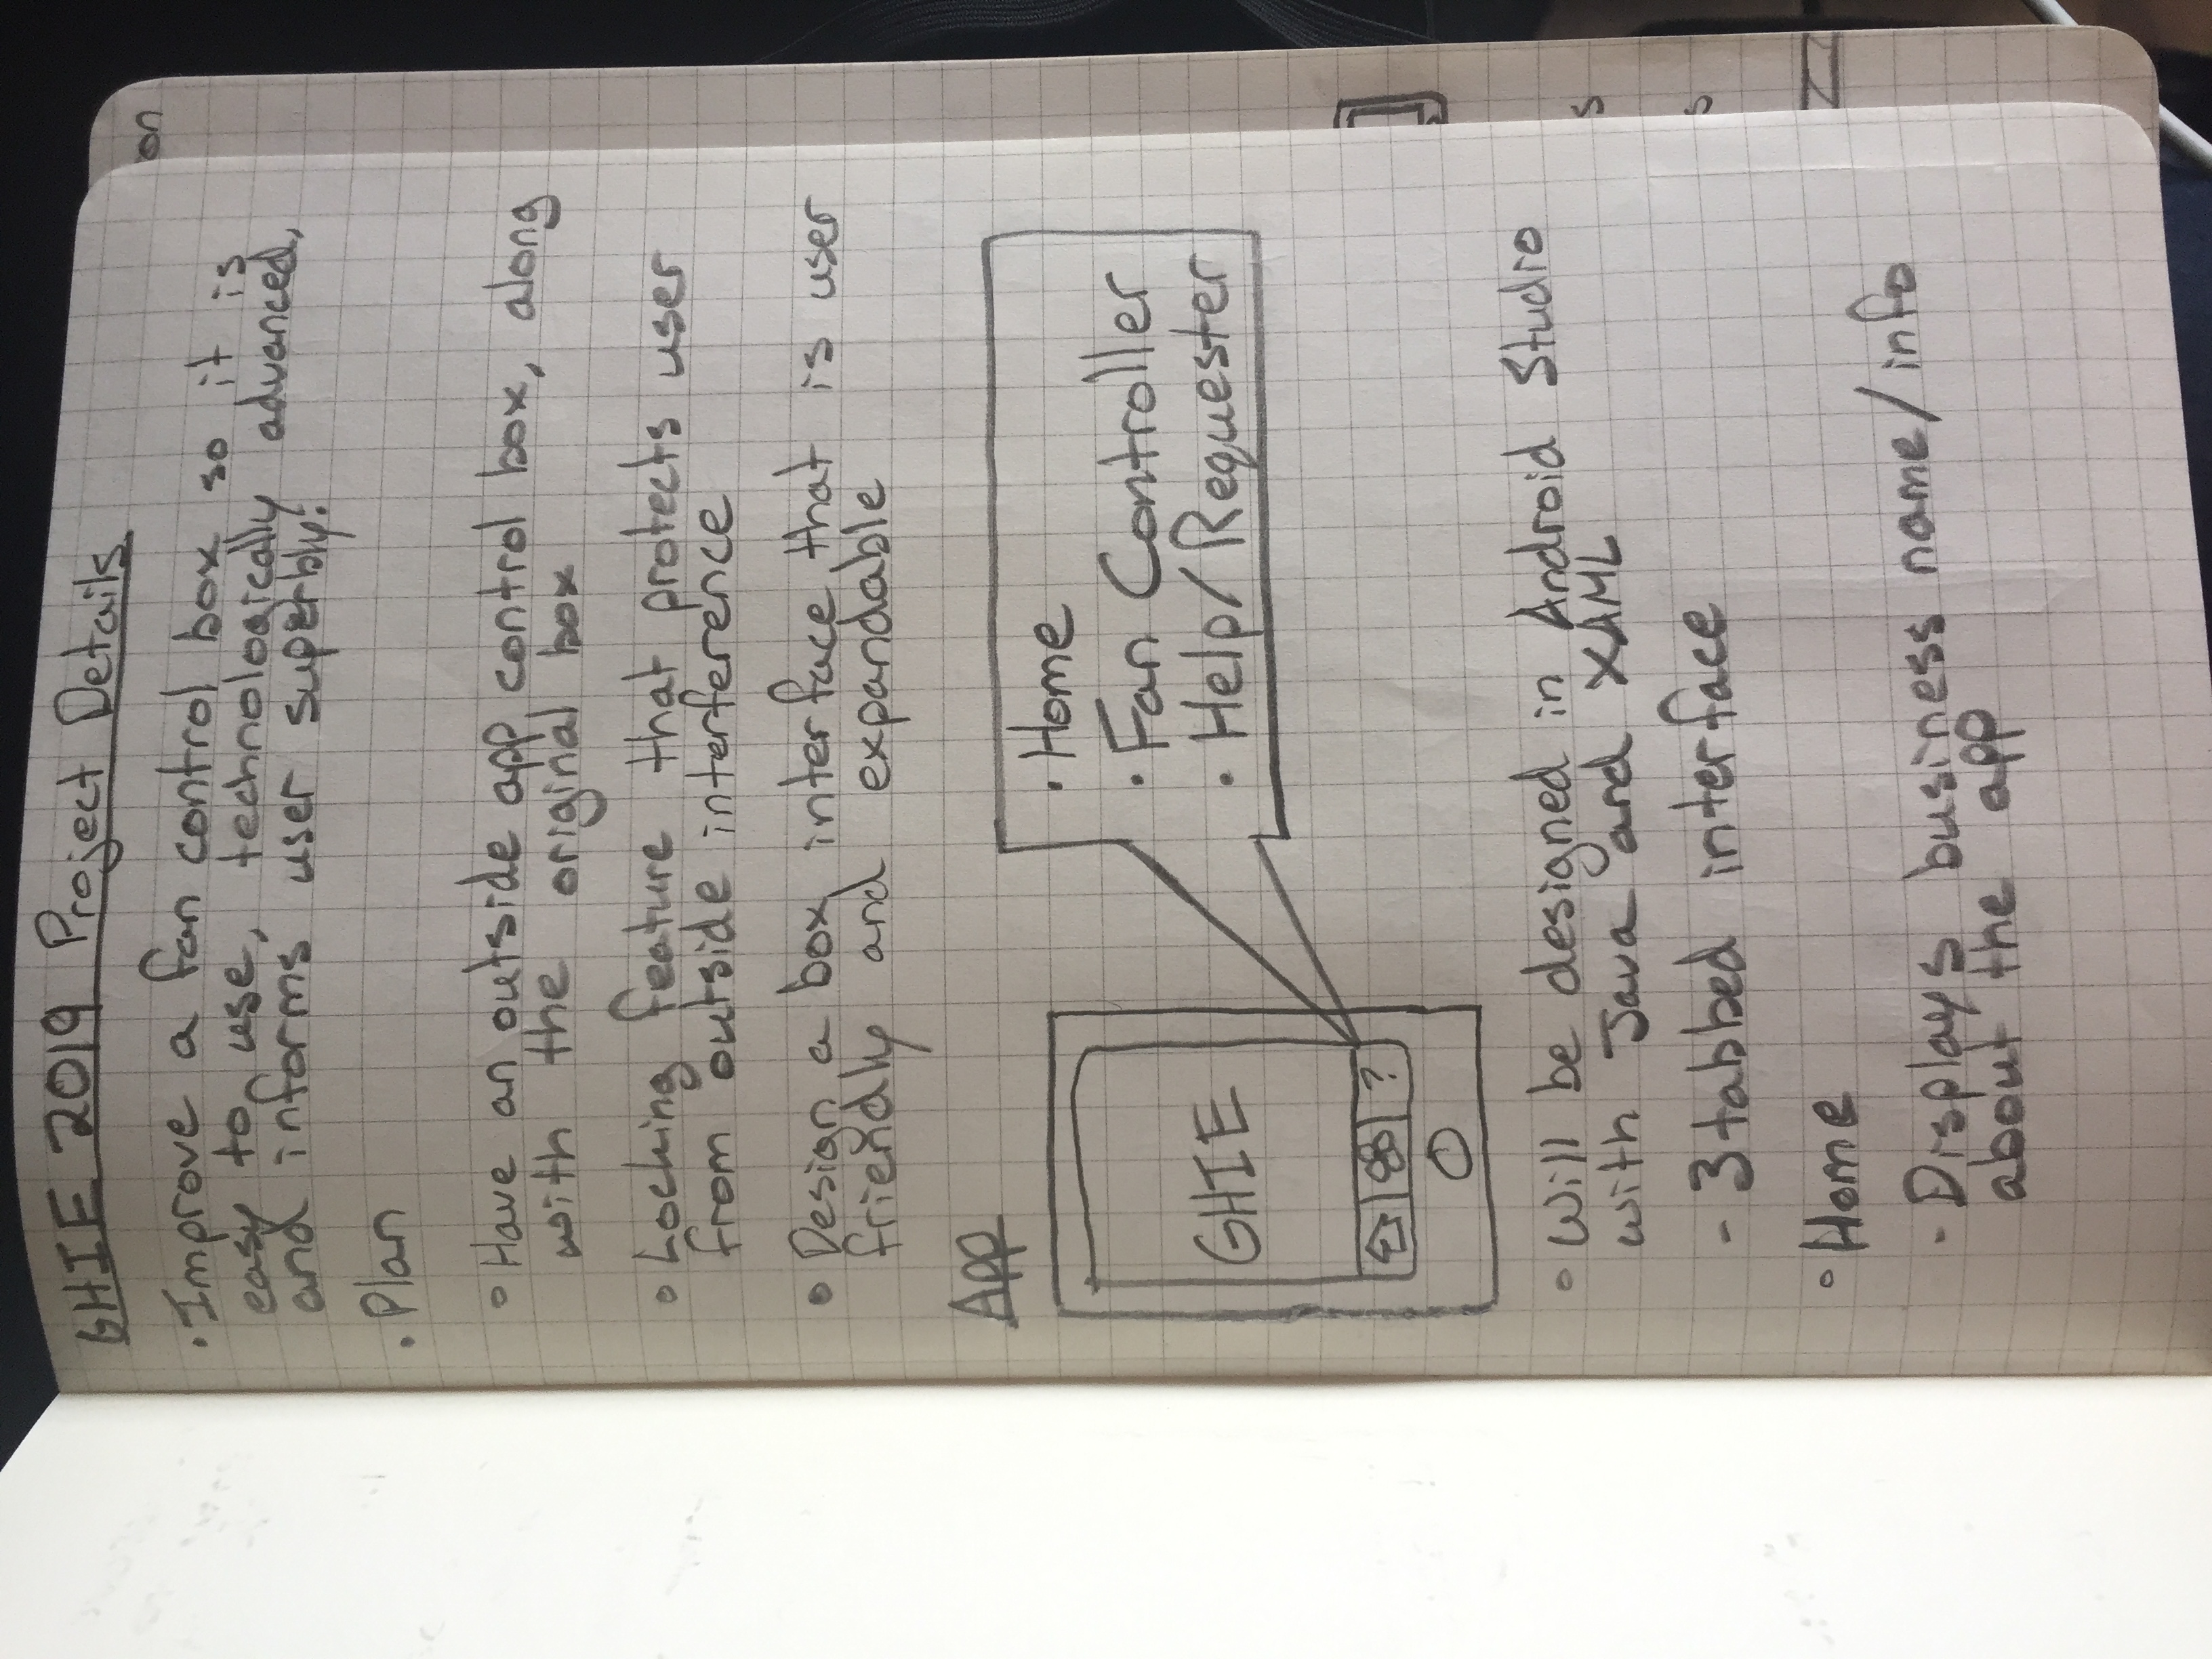 GHIE 2019 Project Details
• Improve a fan control box so it is
easy to use, technologically advanced,
and informs user superbly!
• Plan
◦ Have an outside app control box, along
with the original box
◦ Locking feature that protects user
from outside interference
◦ Design a box interface that is user
friendly and expandable
App
• Home
• Fan Controller
• Help/Requester
GHIE
?
◦ Will be designed in Android Studio
with Java and XAML
- 3 tabbed interface
◦ Home
- Displays business name/info
about the app
on
s
s